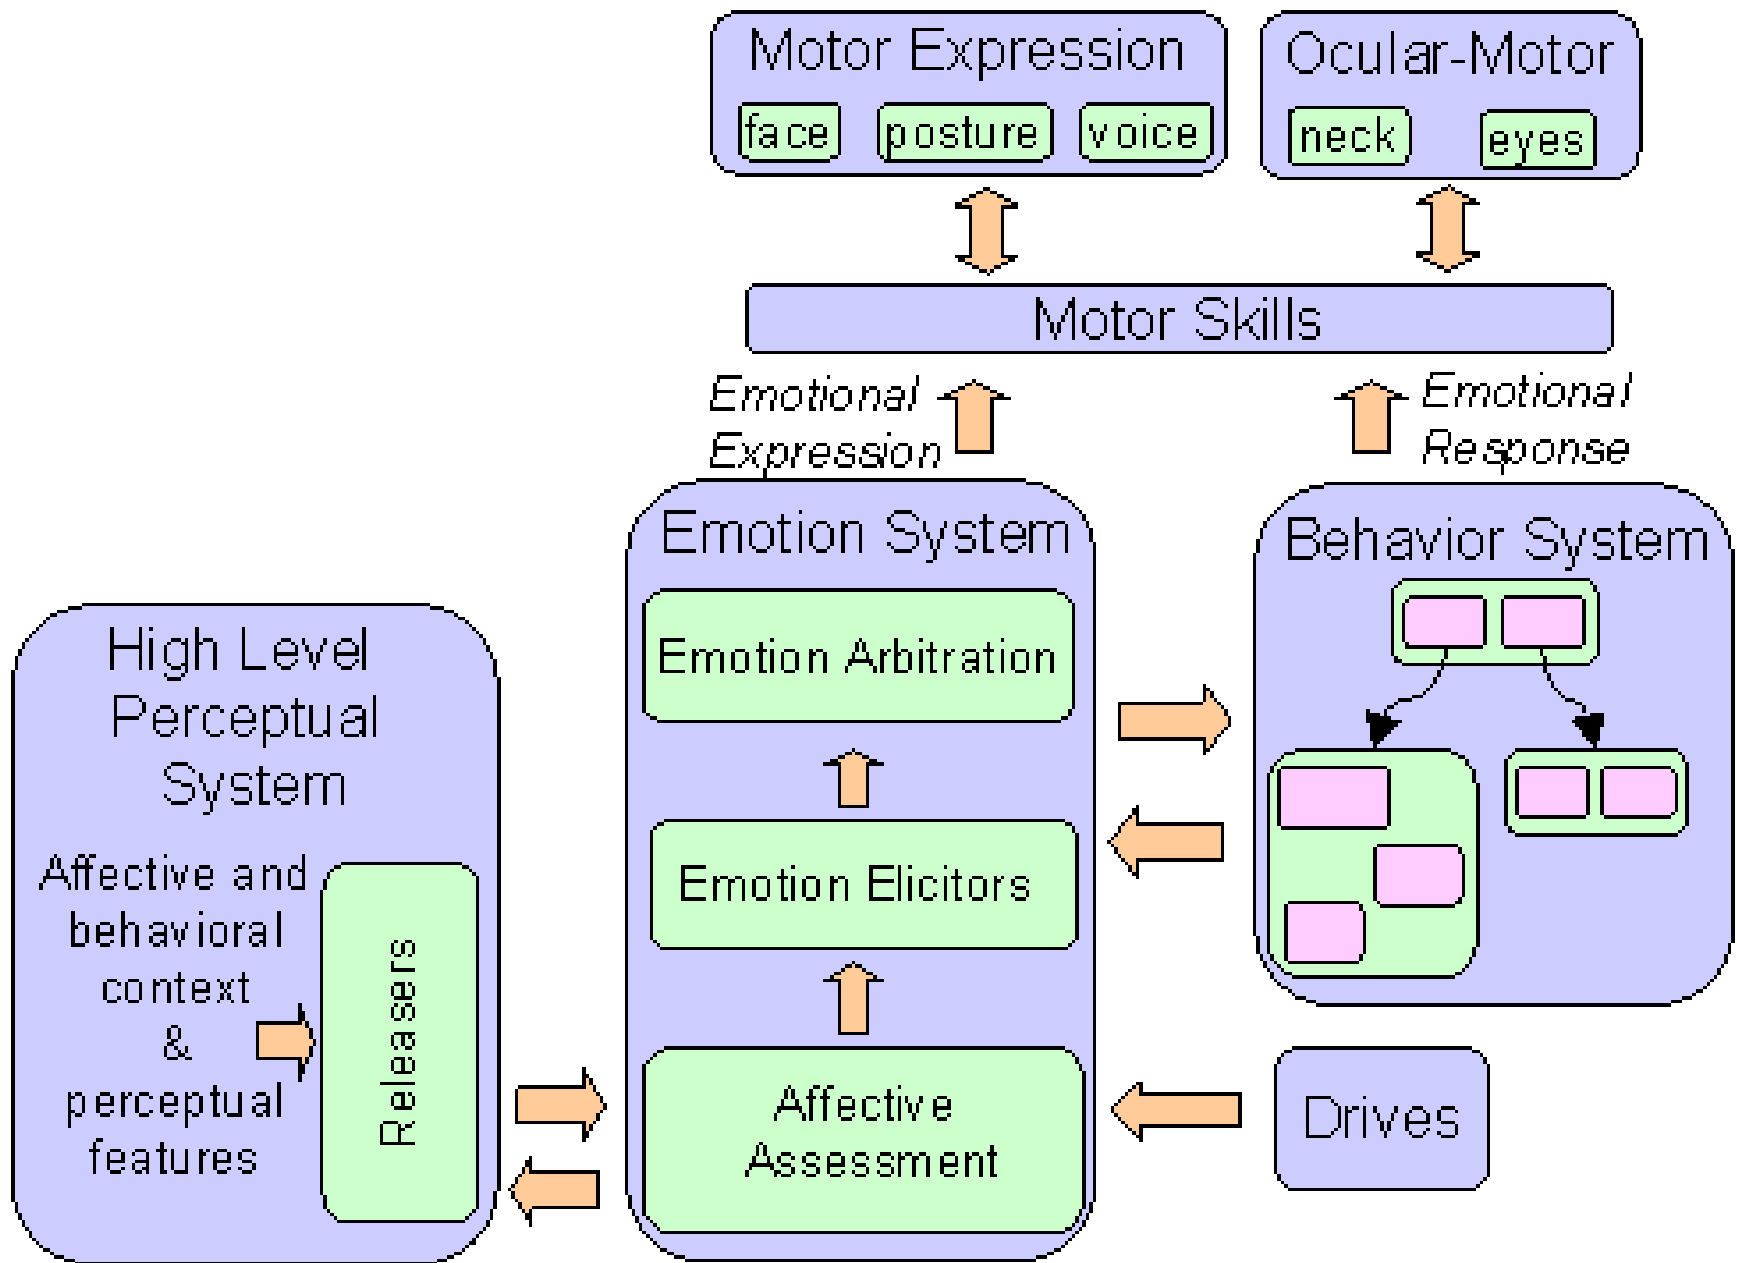 Motor Expression
face posture voice
Ocular-Motor
neck eyes
Motor Skills
Emotional
Expression
Emotional
Response
Emotion System
Emotion Arbitration
Emotion Elicitors
Affective
Assessment
Behavior System
Drives
High Level
Perceptual
System
Affective and
behavioral
context
&
perceptual
features
Releasers